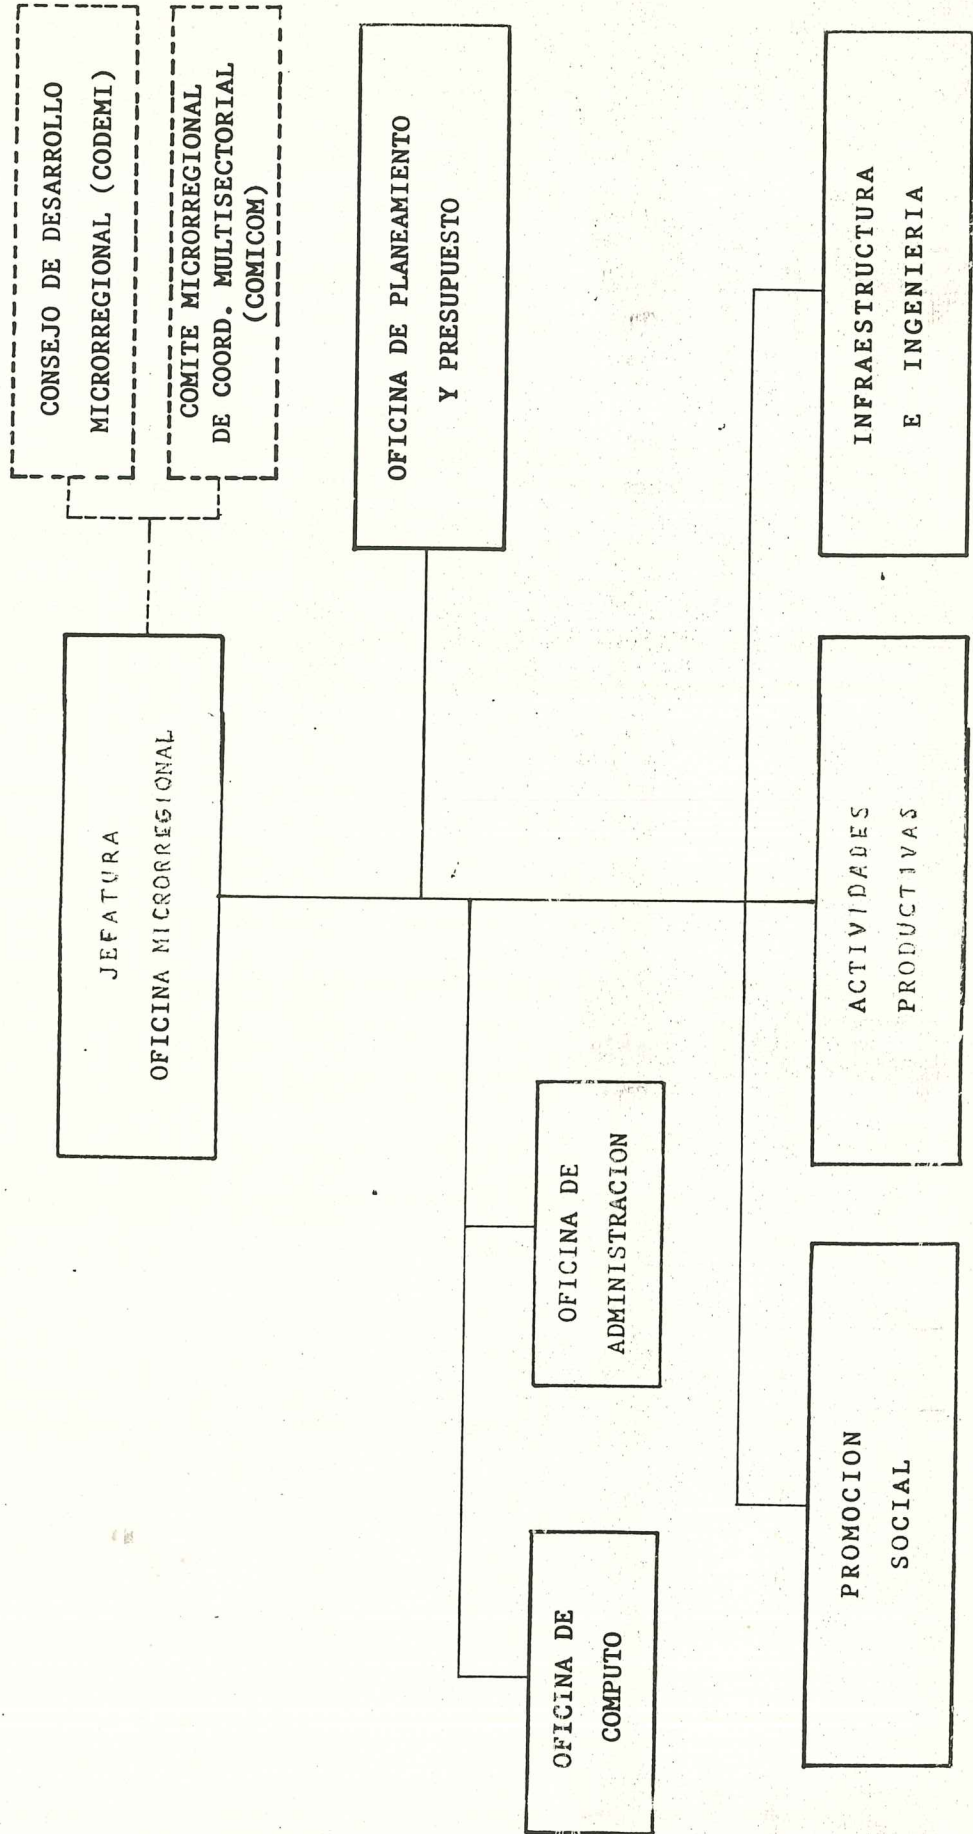 CONSEJO DE DESARROLLO
MICRORREGIONAL (CODEMI)
COMITE MICRORREGIONAL
DE COORD. MULTISECTORIAL
(COMICOM)
JEFATURA
OFICINA MICRORREGIONAL
OFICINA DE PLANEAMIENTO
Y PRESUPUESTO
OFICINA DE
COMPUTO
OFICINA DE
ADMINISTRACION
PROMOCION
SOCIAL
ACTIVIDADES
PRODUCTIVAS
INFRAESTRUCTURA
E INGENIERIA